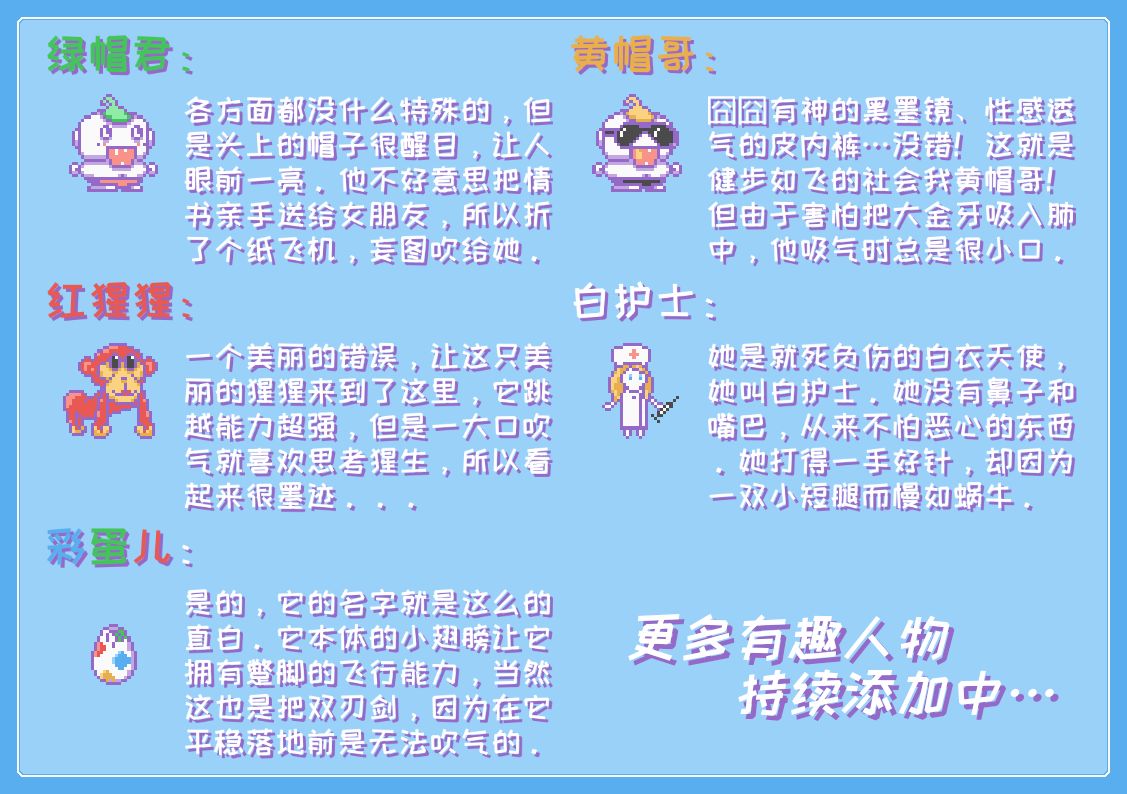 绿帽君：
各方面都没什么特殊的，但
是头上的帽子很醒目，让人
眼前一亮．他不好意思把情
书亲手送给女朋友，所以折
了个纸飞机，妄图吹给她．
黄帽哥：
囧囧有神的黑墨镜、性感透
气的皮内裤…没错！这就是
健步如飞的社会我黄帽哥！
但由于害怕把大金牙吸入肺
中，他吸气时总是很小口．
红猩猩：
一个美丽的错误，让这只美
丽的猩猩来到了这里，它跳
越能力超强，但是一大口吹
气就喜欢思考猩生，所以看
起来很墨迹．．．
白护士：
她是就死负伤的白衣天使，
她叫白护士．她没有鼻子和
嘴巴，从来不怕恶心的东西
．她打得一手好针，却因为
一双小短腿而慢如蜗牛．
彩蛋儿：
是的，它的名字就是这么的
直白．它本体的小翅膀让它
拥有蹩脚的飞行能力，当然
这也是把双刃剑，因为在它
平稳落地前是无法吹气的．
更多有趣人物
持续添加中…